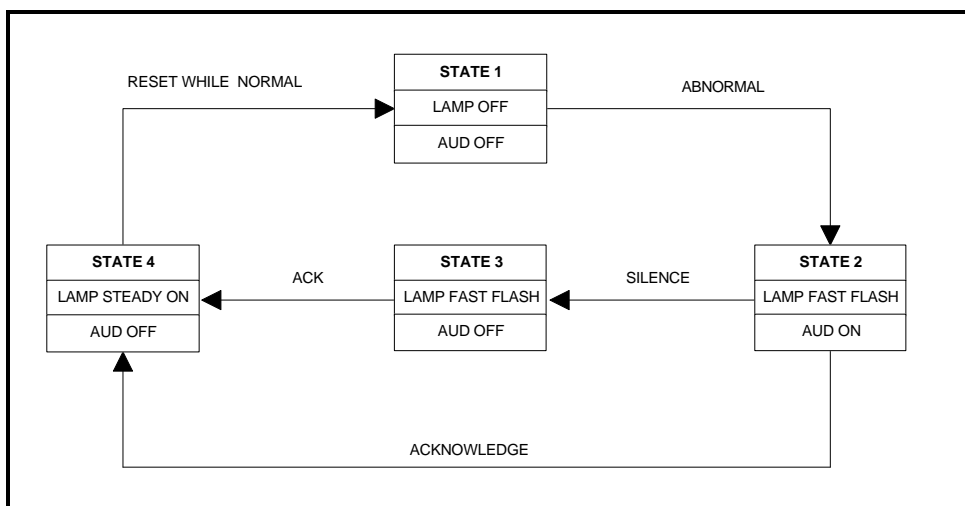 STATE 1
RESET WHILE NORMAL
ABNORMAL
LAMP OFF
AUD OFF
STATE 4
LAMP STEADY ON
AUD OFF
ACK
STATE 3
LAMP FAST FLASH
AUD OFF
SILENCE
STATE 2
LAMP FAST FLASH
AUD ON
ACKNOWLEDGE